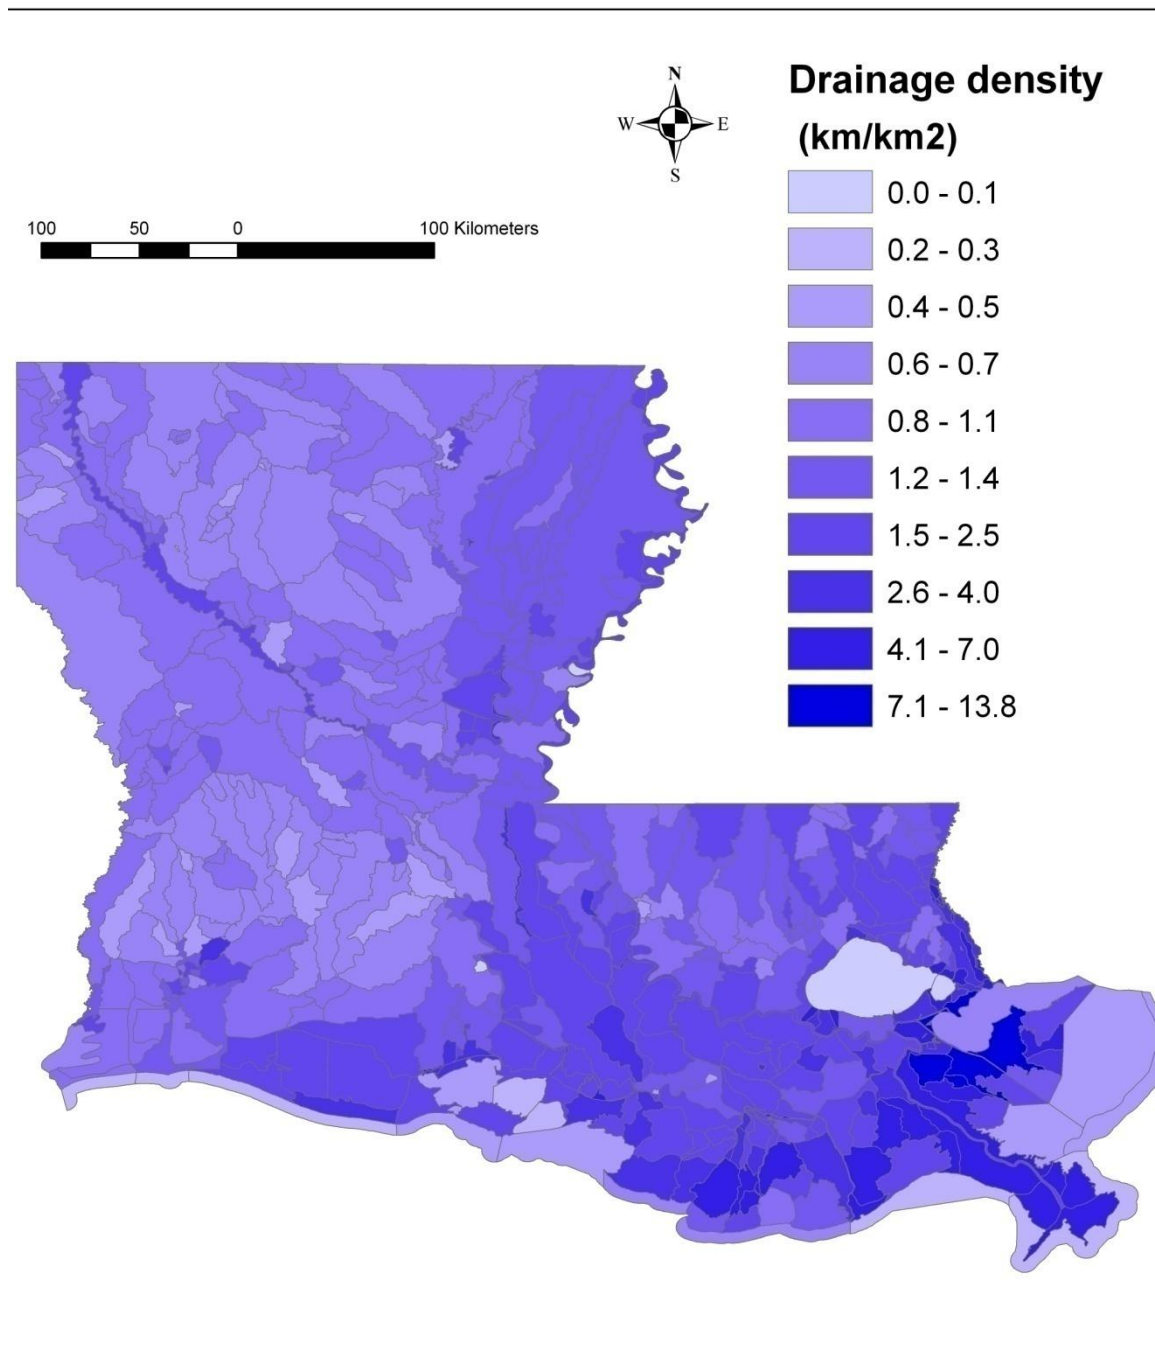 N
W E
S
Drainage density
(km/km2)
0.0 - 0.1
0.2 - 0.3
0.4 - 0.5
0.6 - 0.7
0.8 - 1.1
1.2 - 1.4
1.5 - 2.5
2.6 - 4.0
4.1 - 7.0
7.1 - 13.8
100 50 0 100 Kilometers